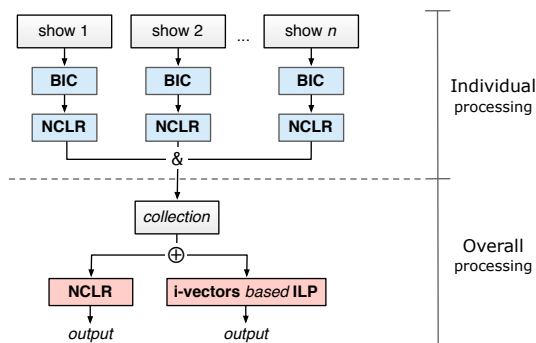 show 1 show 2 ... show n
BIC BIC BIC
NCLR NCLR NCLR
&
Individual
processing
collection
Overall
processing
NCLR i-vectors based ILP
output output